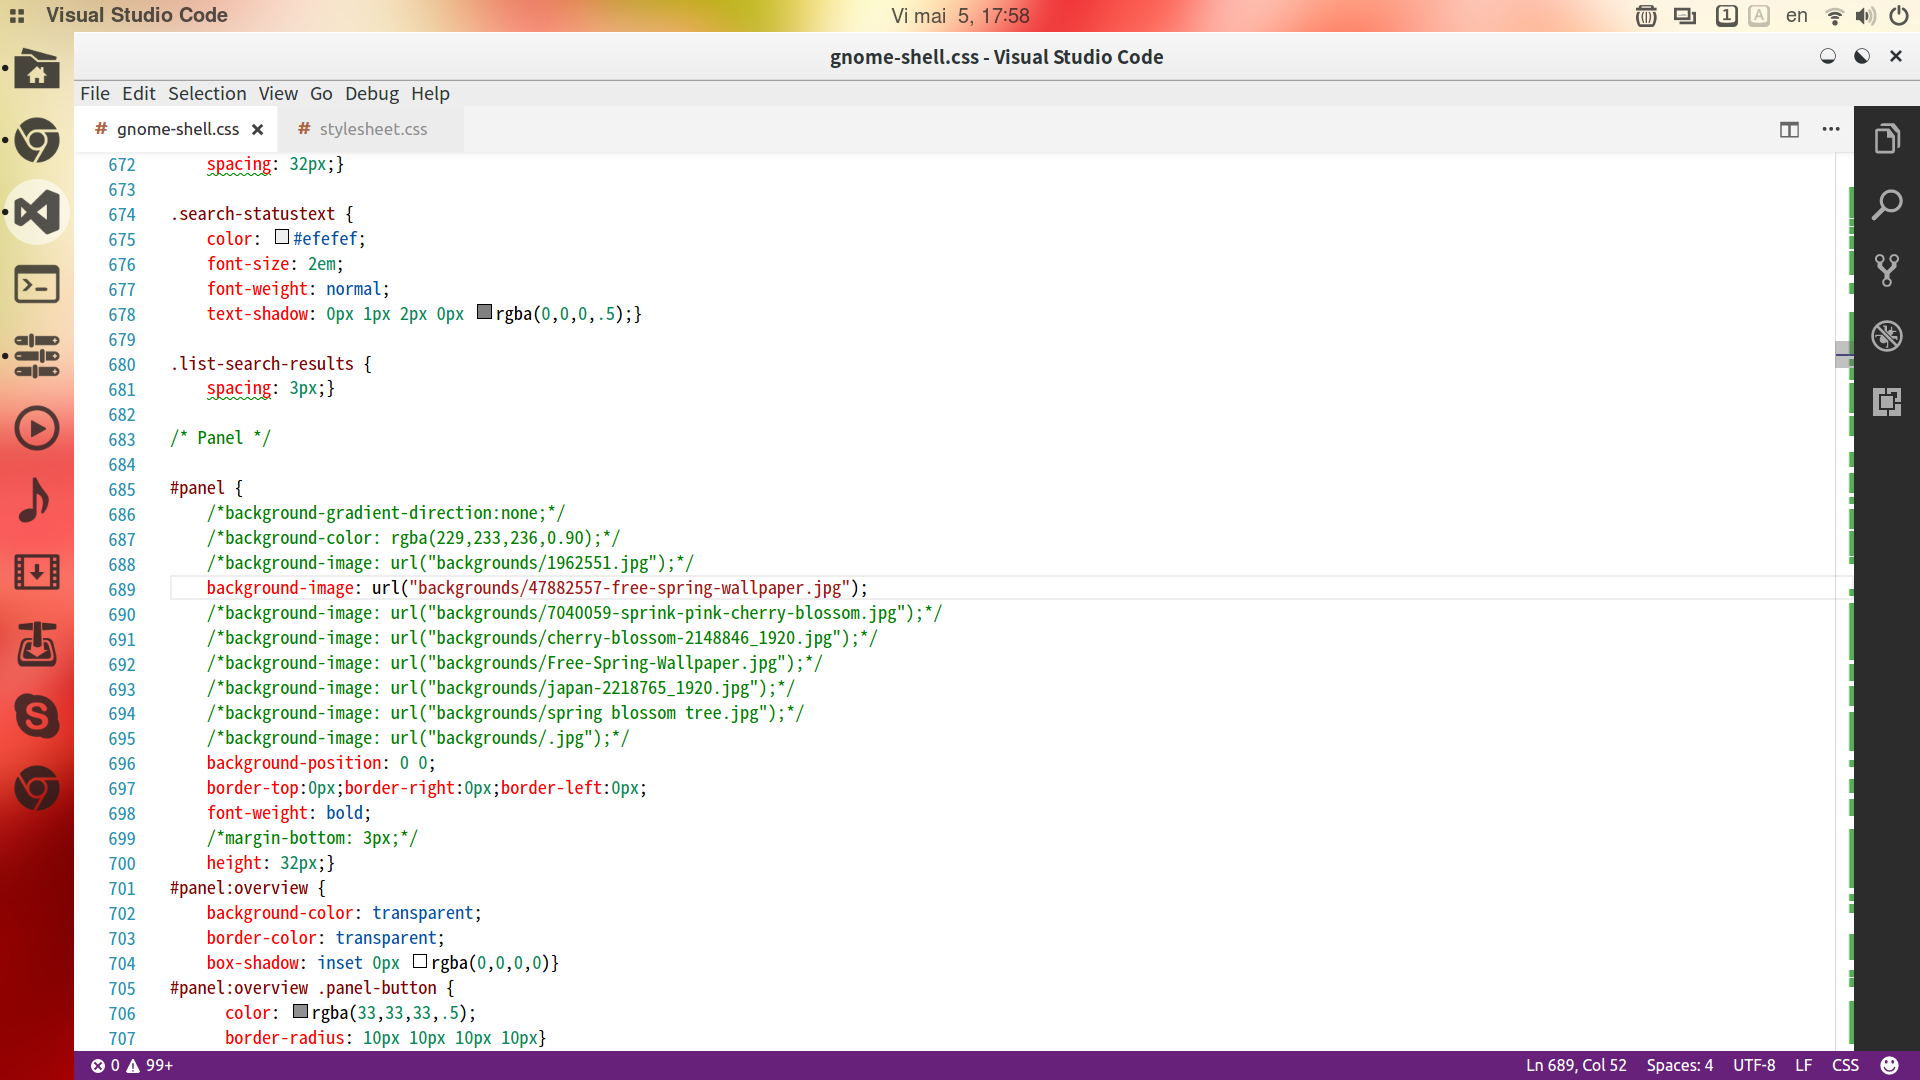 Visual Studio Code
Vi mai 5, 17:58
1
A
en
gnome-shell.css - Visual Studio Code
File Edit Selection View Go Debug Help
# gnome-shell.css
# stylesheet.css
672 spacing: 32px;}
673
674 .search-statustext {
675 color: #efefef;
676 font-size: 2em;
677 font-weight: normal;
678 text-shadow: 0px 1px 2px 0px rgba(0,0,0,.5);}
679
680 .list-search-results {
681 spacing: 3px;}
682
683 /* Panel */
684
685 #panel {
686 /*background-gradient-direction:none;*/
687 /*background-color: rgba(229,233,236,0.90);*/
688 /*background-image: url("backgrounds/1962551.jpg");*/
689 background-image: url("backgrounds/47882557-free-spring-wallpaper.jpg");
690 /*background-image: url("backgrounds/7040059-sprink-pink-cherry-blossom.jpg");*/
691 /*background-image: url("backgrounds/cherry-blossom-2148846_1920.jpg");*/
692 /*background-image: url("backgrounds/Free-Spring-Wallpaper.jpg");*/
693 /*background-image: url("backgrounds/japan-2218765_1920.jpg");*/
694 /*background-image: url("backgrounds/spring blossom tree.jpg");*/
695 /*background-image: url("backgrounds/.jpg");*/
696 background-position: 0 0;
697 border-top:0px;border-right:0px;border-left:0px;
698 font-weight: bold;
699 /*margin-bottom: 3px;*/
700 height: 32px;}
701 #panel:overview {
702 background-color: transparent;
703 border-color: transparent;
704 box-shadow: inset 0px rgba(0,0,0,0)}
705 #panel:overview .panel-button {
706 color: rgba(33,33,33,.5);
707 border-radius: 10px 10px 10px 10px}
0 99+
Ln 689, Col 52 Spaces: 4 UTF-8 LF CSS